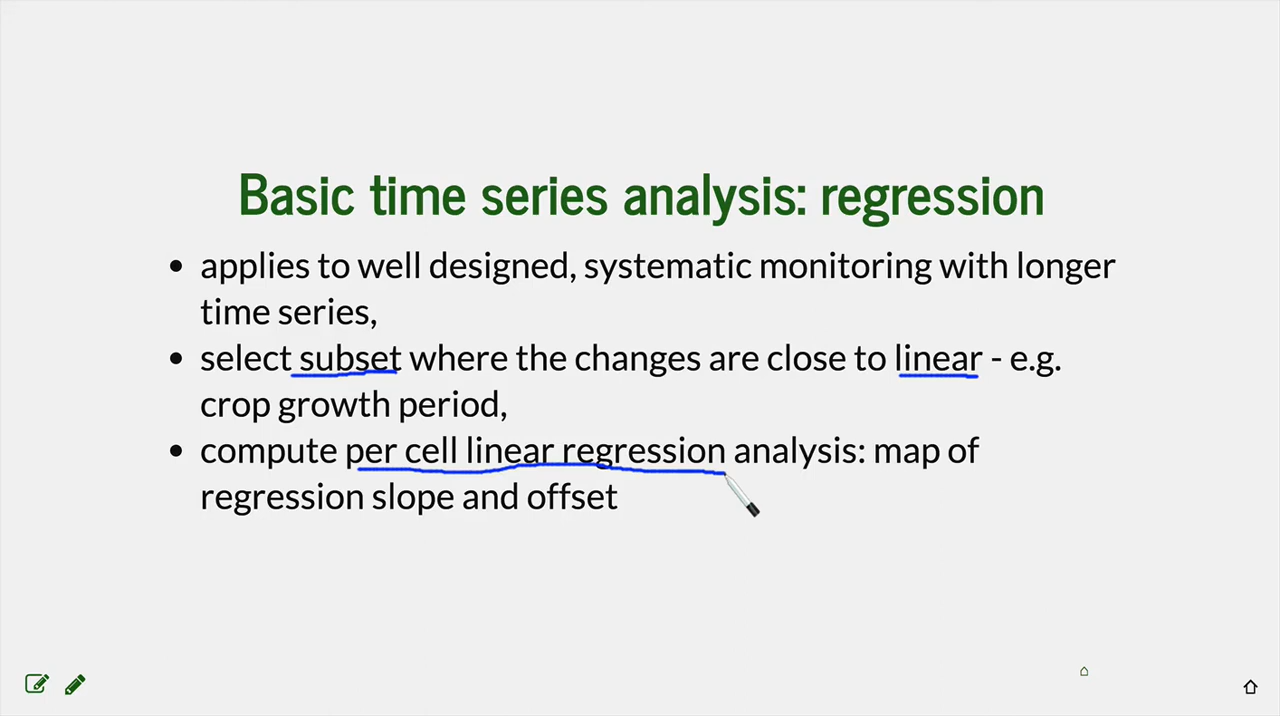 Basic time series analysis: regression
• applies to well designed, systematic monitoring with longer
time series,
• select subset where the changes are close to linear - e.g.
crop growth period,
• compute per cell linear regression analysis: map of
regression slope and offset